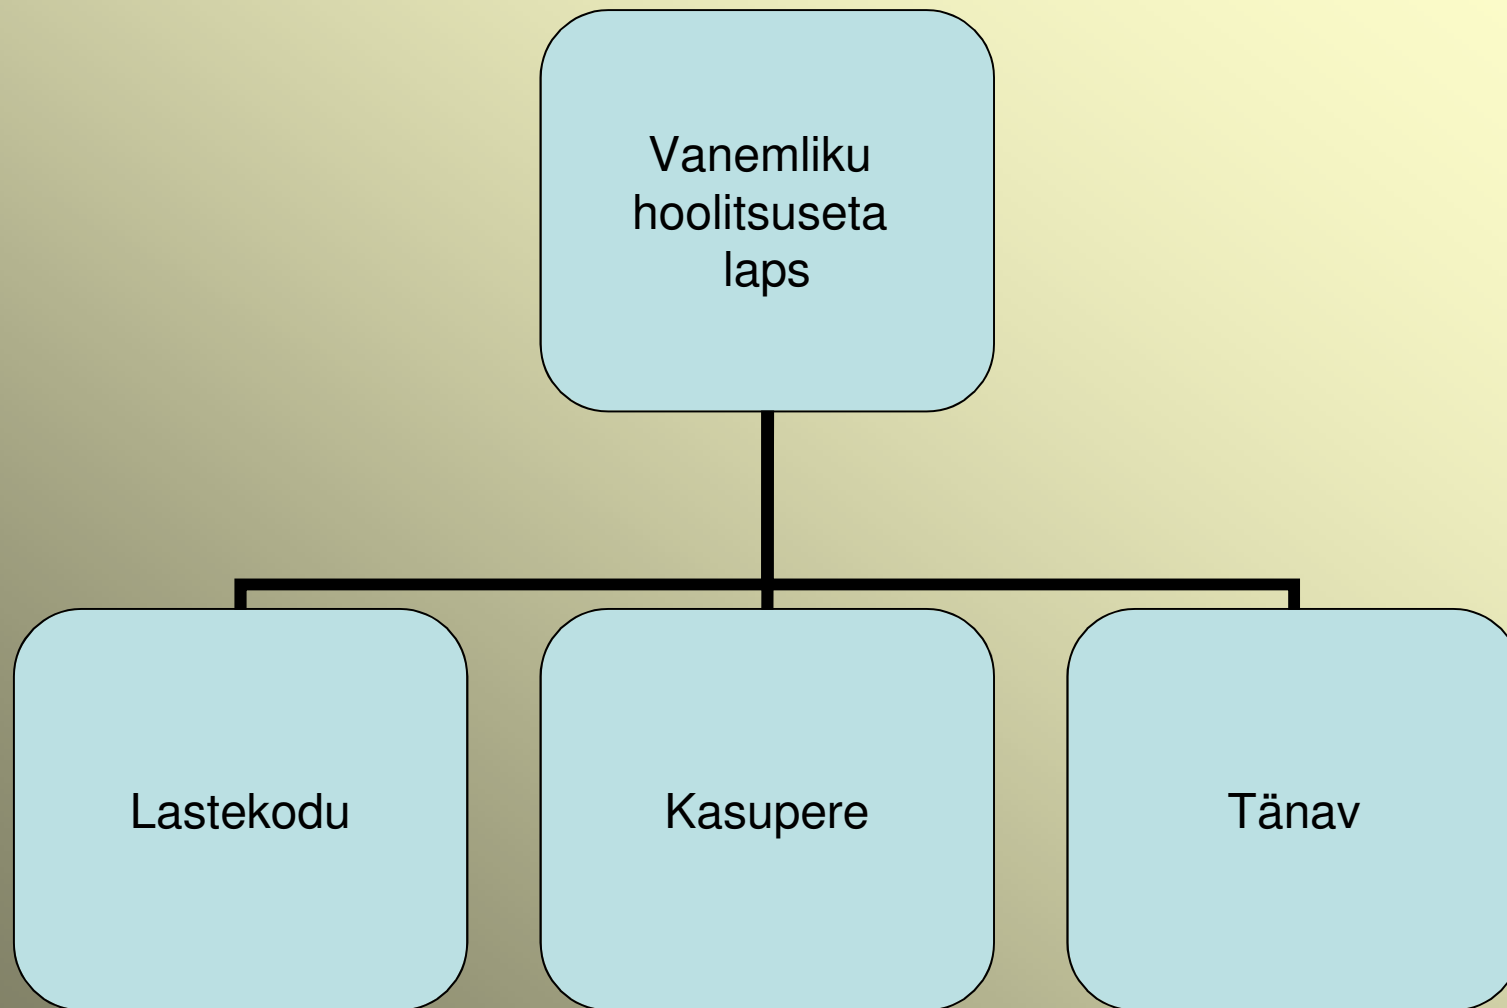 Vanemliku
hoolitsuseta
laps
Lastekodu
Kasupere
Tänav